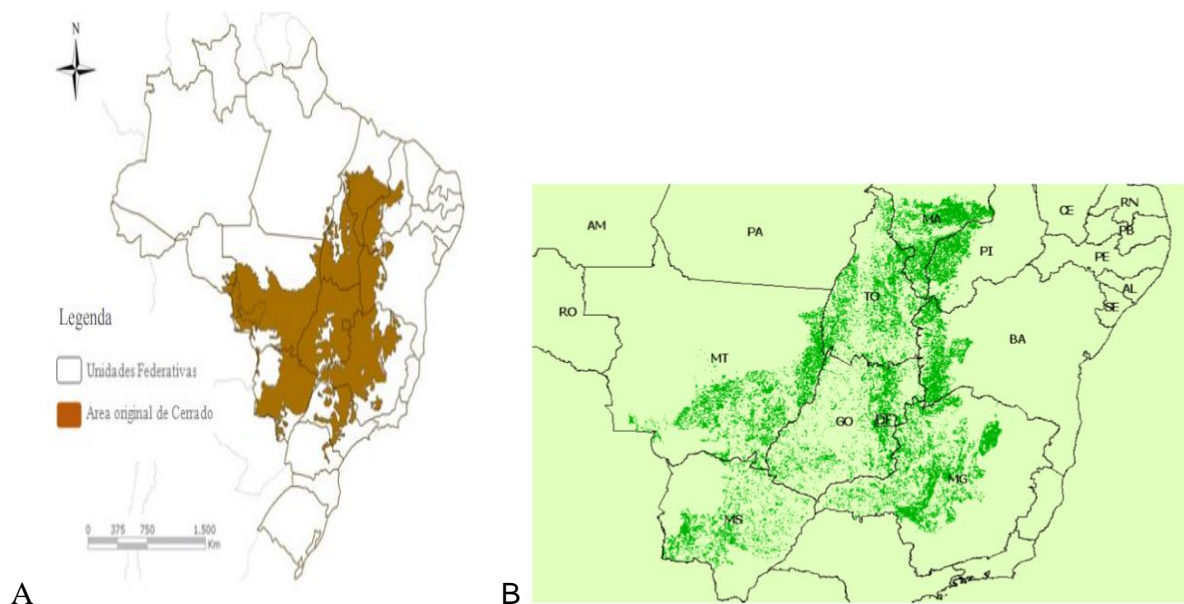 N
Legenda
Unidades Federativas
Área original de Cerrado
0 375 750 1.500
Km
A
AM
PA
MA
CE
RN
PB
PI
PE
AL
SE
RO
TO
BA
MT
GO
DF
MG
MS
B